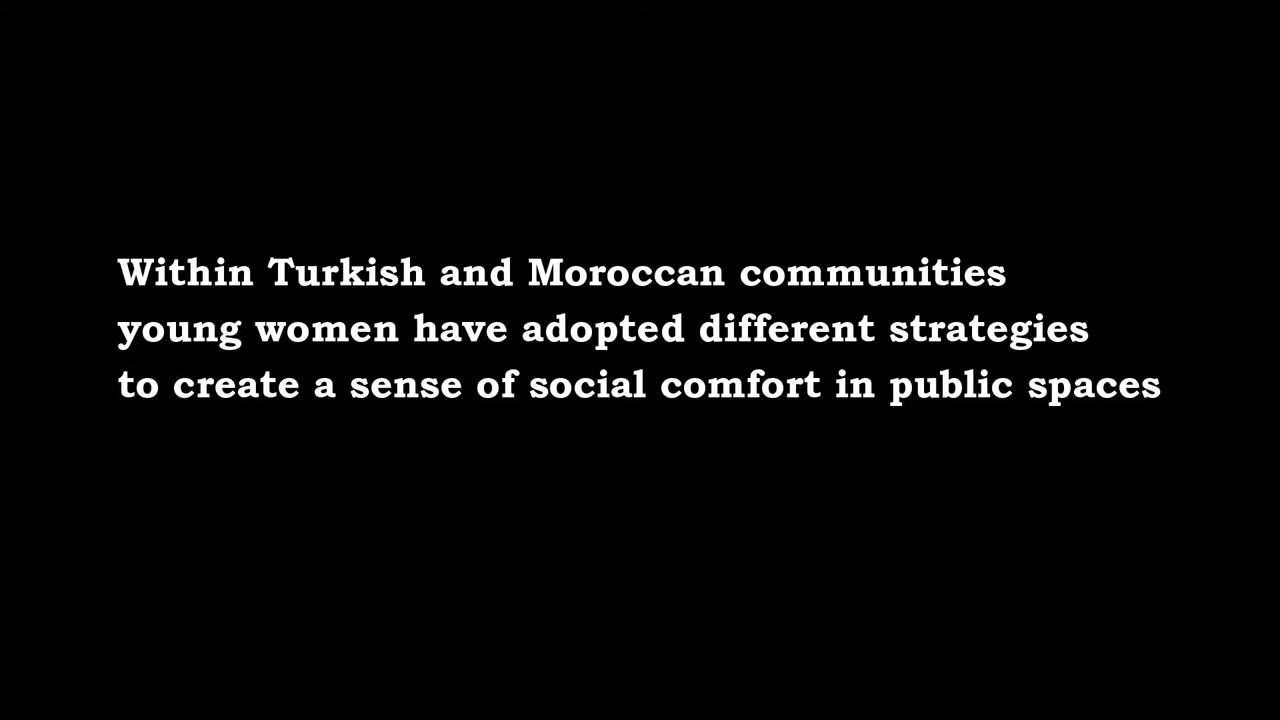 Within Turkish and Moroccan communities
young women have adopted different strategies
to create a sense of social comfort in public spaces